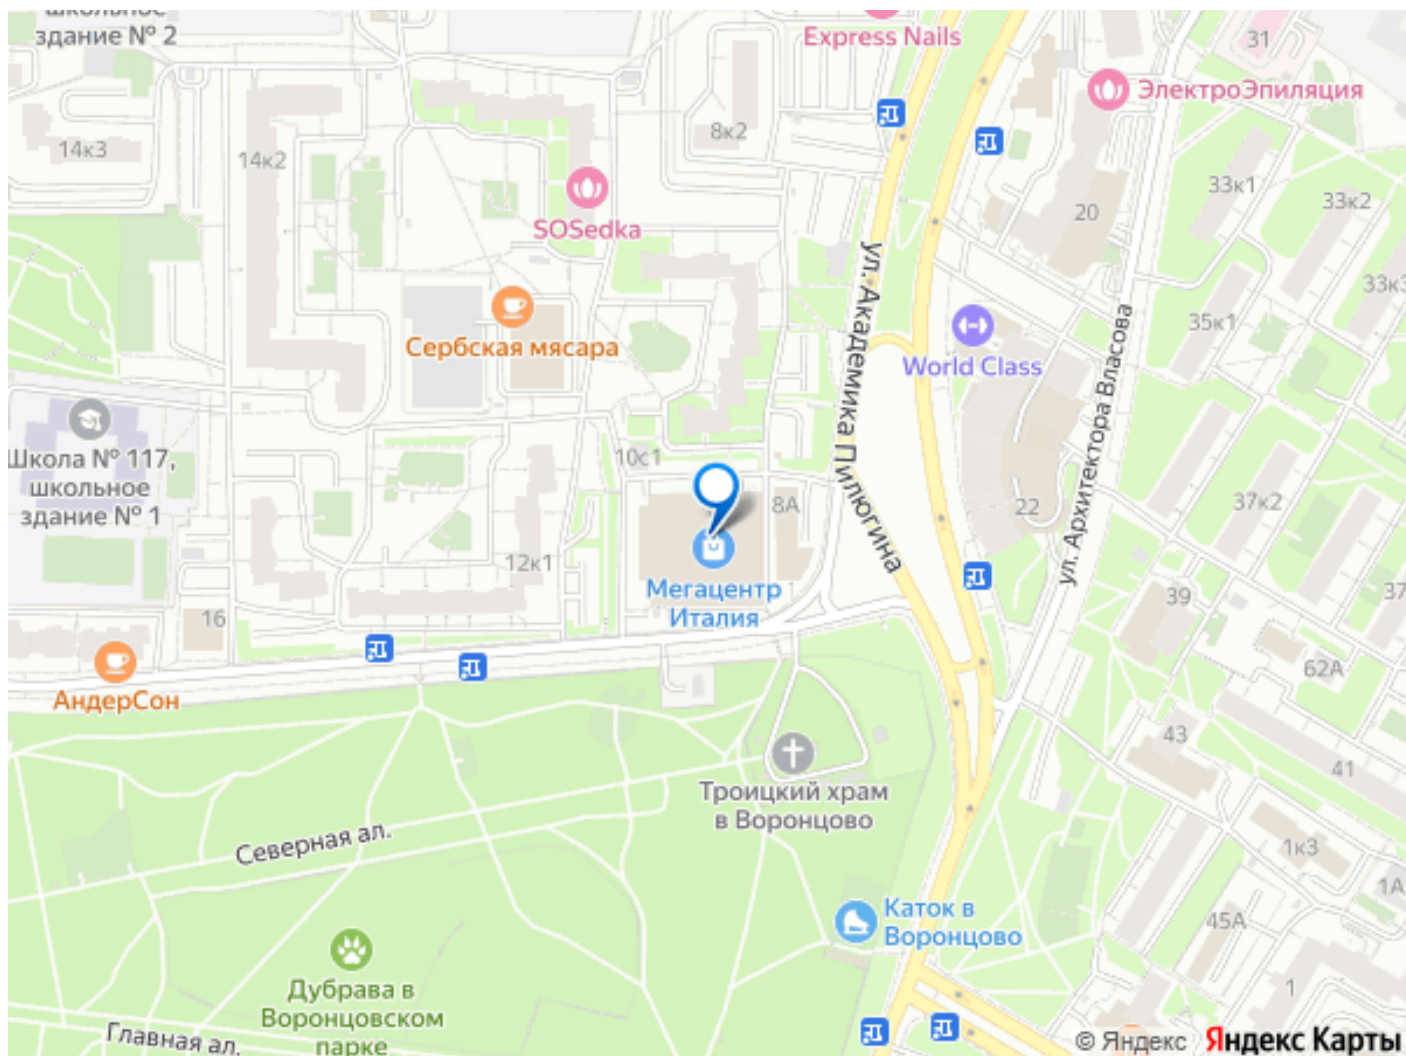 школьное
здание № 2
Express Nails
31
ЭлектроЭпиляция
14к3
14к2
8к2
33к1
33к2
20
SOSedka
33к3
ул. Академика Пилюгина
Сербская мясара
World Class
35к1
ул. Архитектора Власова
Школа № 117,
школьное
здание № 1
10с1
8А
22
37к2
12к1
Мегацентр
Италия
39
37
16
62А
АндерСон
43
41
Троицкий храм
в Воронцово
Северная ал.
1к3
1А
Каток в
Воронцово
45А
Дубрава в
Воронцовском
парке
1
Главная ал.
© Яндекс Яндекс Карты